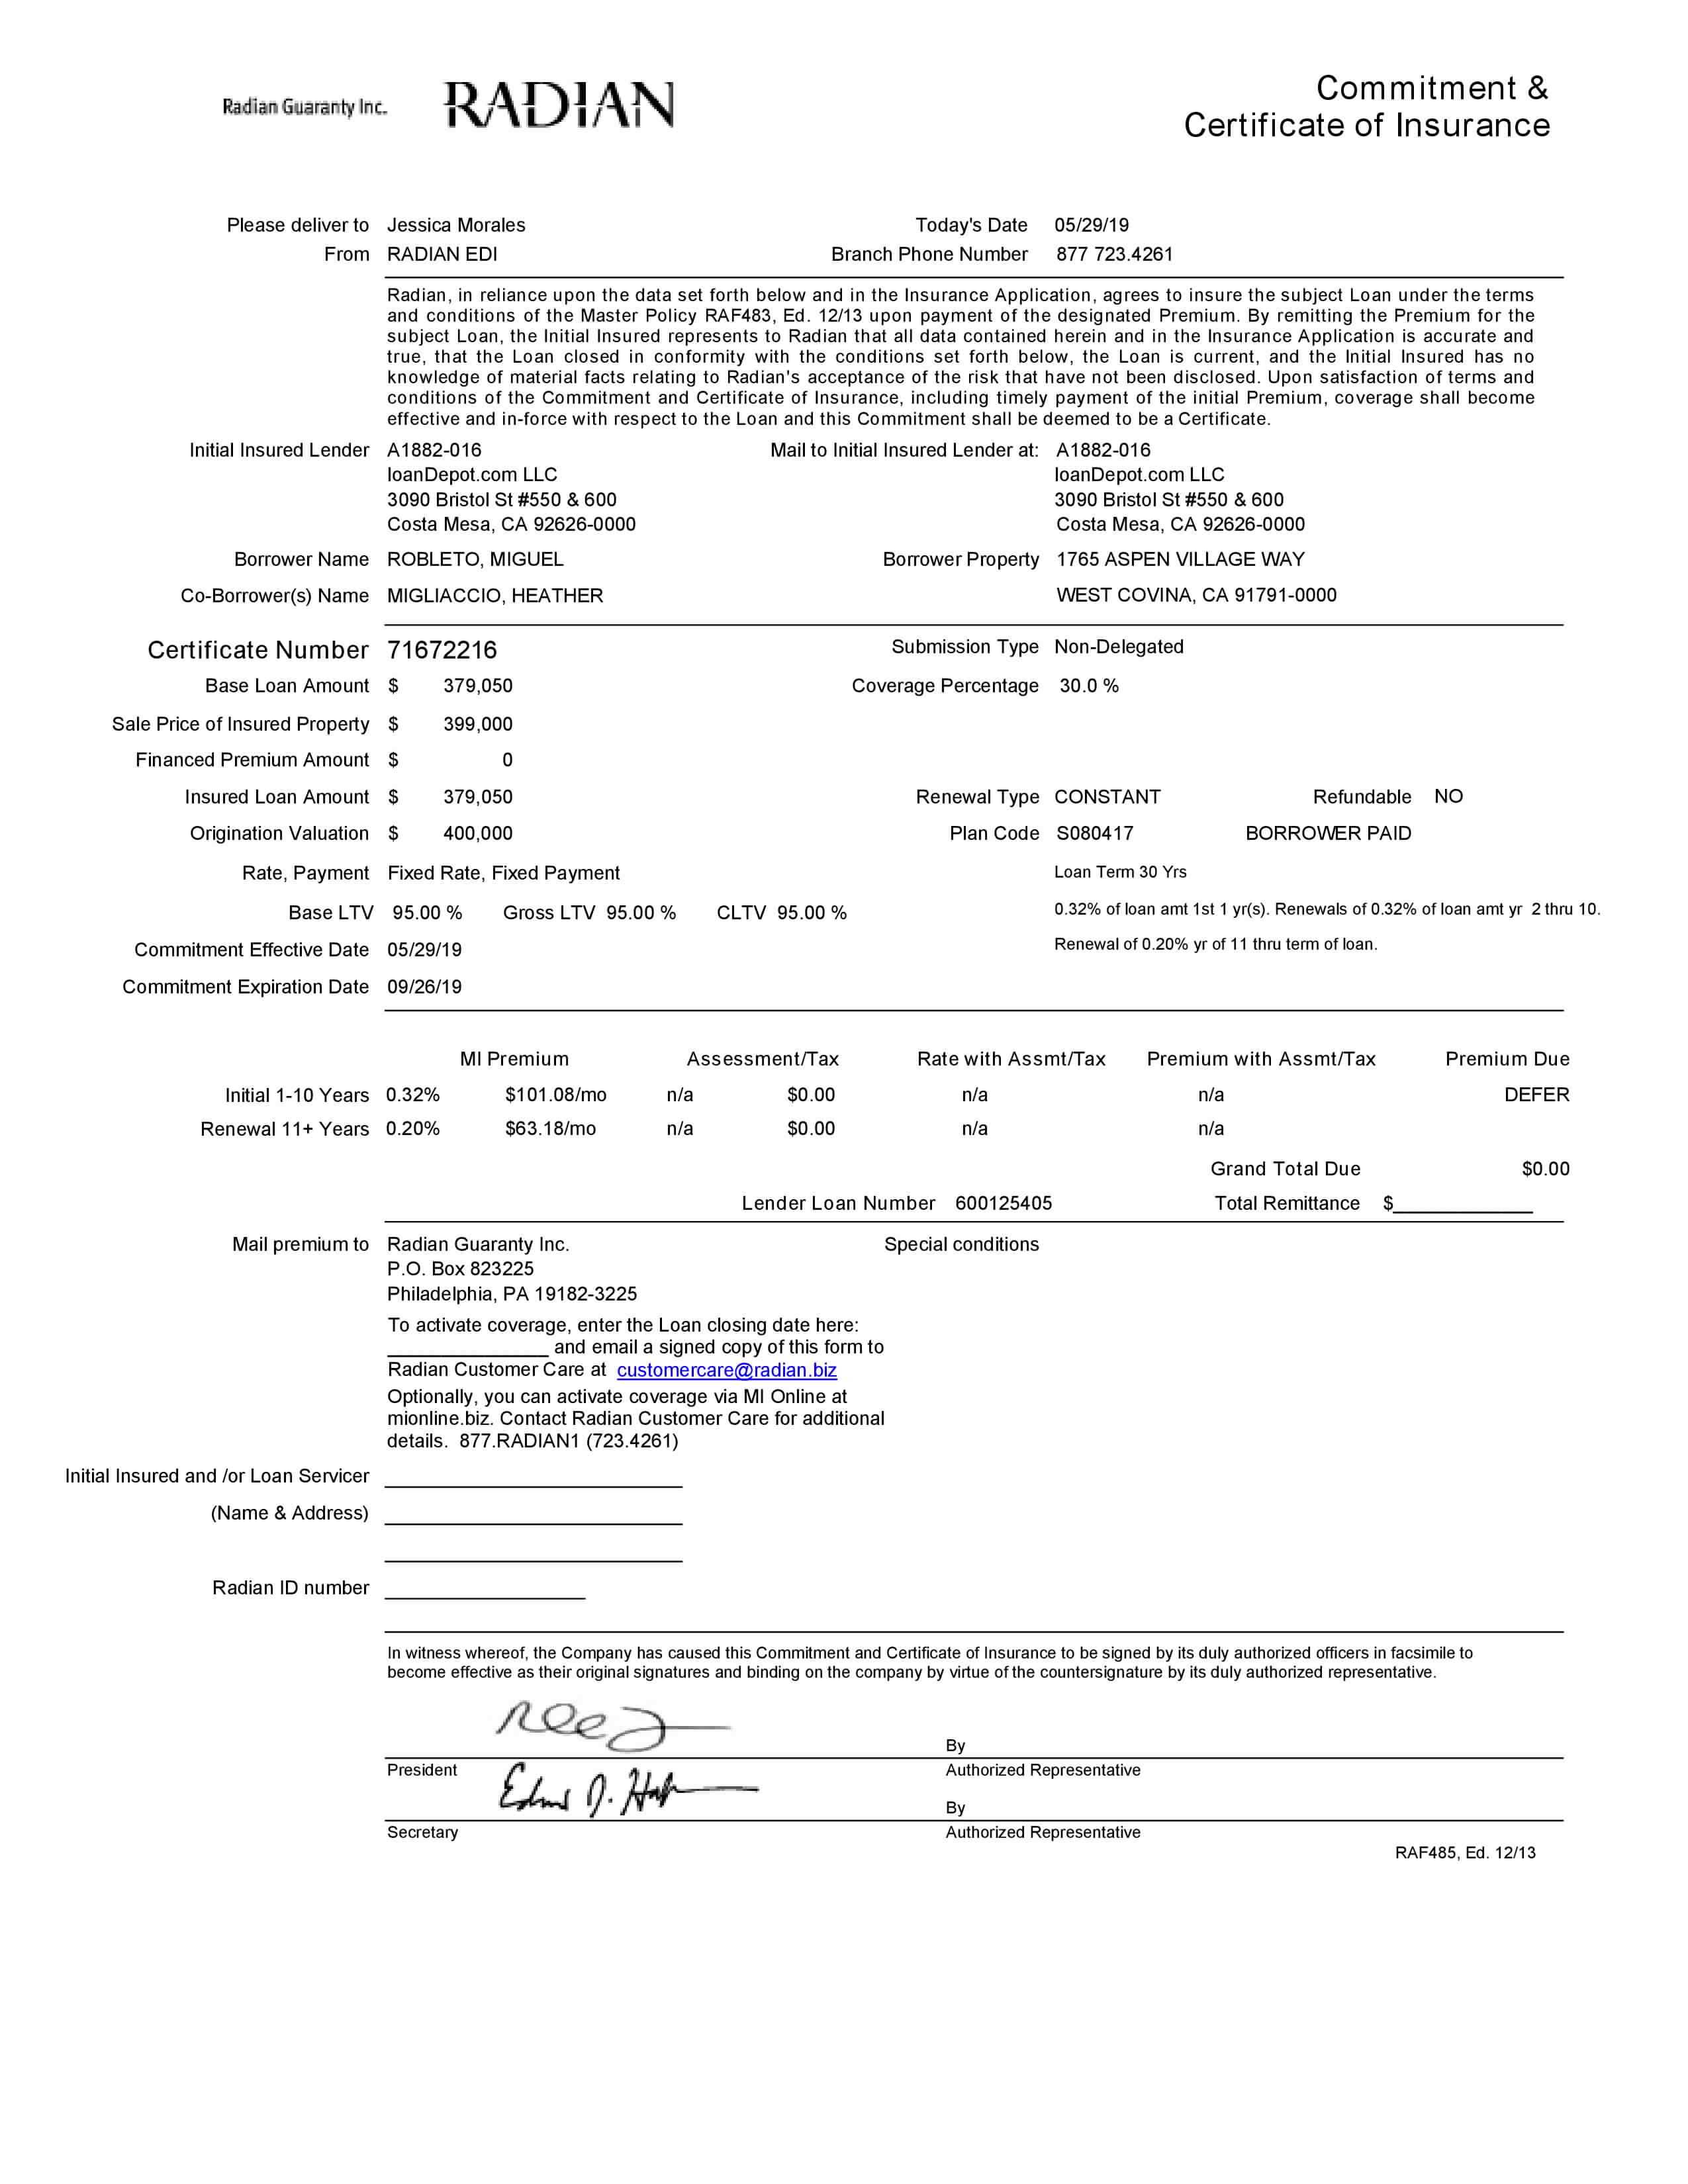 Radian Guaranty Inc. RADIAN
Commitment &
Certificate of Insurance
Please deliver to Jessica Morales Today's Date 05/29/19
From RADIAN EDI Branch Phone Number 877 723.4261
Radian, in reliance upon the data set forth below and in the Insurance Application, agrees to insure the subject Loan under the terms
and conditions of the Master Policy RAF483, Ed. 12/13 upon payment of the designated Premium. By remitting the Premium for the
subject Loan, the Initial Insured represents to Radian that all data contained herein and in the Insurance Application is accurate and
true, that the Loan closed in conformity with the conditions set forth below, the Loan is current, and the Initial Insured has no
knowledge of material facts relating to Radian's acceptance of the risk that have not been disclosed. Upon satisfaction of terms and
conditions of the Commitment and Certificate of Insurance, including timely payment of the initial Premium, coverage shall become
effective and in-force with respect to the Loan and this Commitment shall be deemed to be a Certificate.
Initial Insured Lender A1882-016 Mail to Initial Insured Lender at: A1882-016
loanDepot.com LLC loanDepot.com LLC
3090 Bristol St #550 & 600 3090 Bristol St #550 & 600
Costa Mesa, CA 92626-0000 Costa Mesa, CA 92626-0000
Borrower Name ROBLETO, MIGUEL Borrower Property 1765 ASPEN VILLAGE WAY
Co-Borrower(s) Name MIGLIACCIO, HEATHER WEST COVINA, CA 91791-0000
Certificate Number 71672216 Submission Type Non-Delegated
Base Loan Amount $ 379,050 Coverage Percentage 30.0 %
Sale Price of Insured Property $ 399,000
Financed Premium Amount $ 0
Insured Loan Amount $ 379,050 Renewal Type CONSTANT Refundable NO
Origination Valuation $ 400,000 Plan Code S080417 BORROWER PAID
Rate, Payment Fixed Rate, Fixed Payment Loan Term 30 Yrs
Base LTV 95.00 % Gross LTV 95.00 % CLTV 95.00 % 0.32% of loan amt 1st 1 yr(s). Renewals of 0.32% of loan amt yr 2 thru 10.
Commitment Effective Date 05/29/19 Renewal of 0.20% yr of 11 thru term of loan.
Commitment Expiration Date 09/26/19
MI Premium Assessment/Tax Rate with Assmt/Tax Premium with Assmt/Tax Premium Due
Initial 1-10 Years 0.32% $101.08/mo n/a $0.00 n/a n/a DEFER
Renewal 11+ Years 0.20% $63.18/mo n/a $0.00 n/a n/a
Grand Total Due $0.00
Lender Loan Number 600125405 Total Remittance $
Mail premium to Radian Guaranty Inc. Special conditions
P.O. Box 823225
Philadelphia, PA 19182-3225
To activate coverage, enter the Loan closing date here:
and email a signed copy of this form to
Radian Customer Care at customercare@radian.biz
Optionally, you can activate coverage via MI Online at
mionline.biz. Contact Radian Customer Care for additional
details. 877.RADIAN1 (723.4261)
Initial Insured and /or Loan Servicer
(Name & Address)
Radian ID number
In witness whereof, the Company has caused this Commitment and Certificate of Insurance to be signed by its duly authorized officers in facsimile to
become effective as their original signatures and binding on the company by virtue of the countersignature by its duly authorized representative.
By
President Authorized Representative
By
Secretary Authorized Representative
RAF485, Ed. 12/13